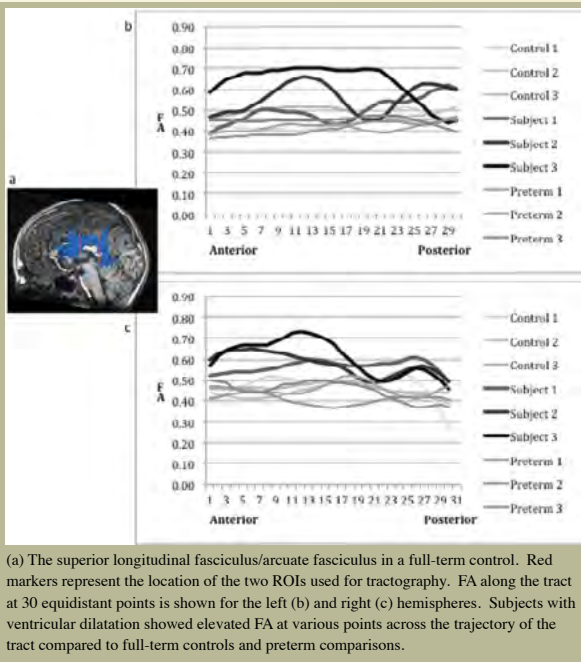 b
0.90
0.80
0.70
0.60
0.50
0.40
0.30
0.20
0.10
0.00
FA
1 3 5 7 9 11 13 15 17 19 21 23 25 27 29
Anterior Posterior
Control 1
Control 2
Control 3
Subject 1
Subject 2
Subject 3
Preterm 1
Preterm 2
Preterm 3
a
c
0.90
0.80
0.70
0.60
0.50
0.40
0.30
0.20
0.10
0.00
FA
1 3 5 7 9 11 13 15 17 19 21 23 25 27 29 31
Anterior Posterior
Control 1
Control 2
Control 3
Subject 1
Subject 2
Subject 3
Preterm 1
Preterm 2
Preterm 3
(a) The superior longitudinal fasciculus/arcuate fasciculus in a full-term control. Red
markers represent the location of the two ROIs used for tractography. FA along the tract
at 30 equidistant points is shown for the left (b) and right (c) hemispheres. Subjects with
ventricular dilatation showed elevated FA at various points across the trajectory of the
tract compared to full-term controls and preterm comparisons.